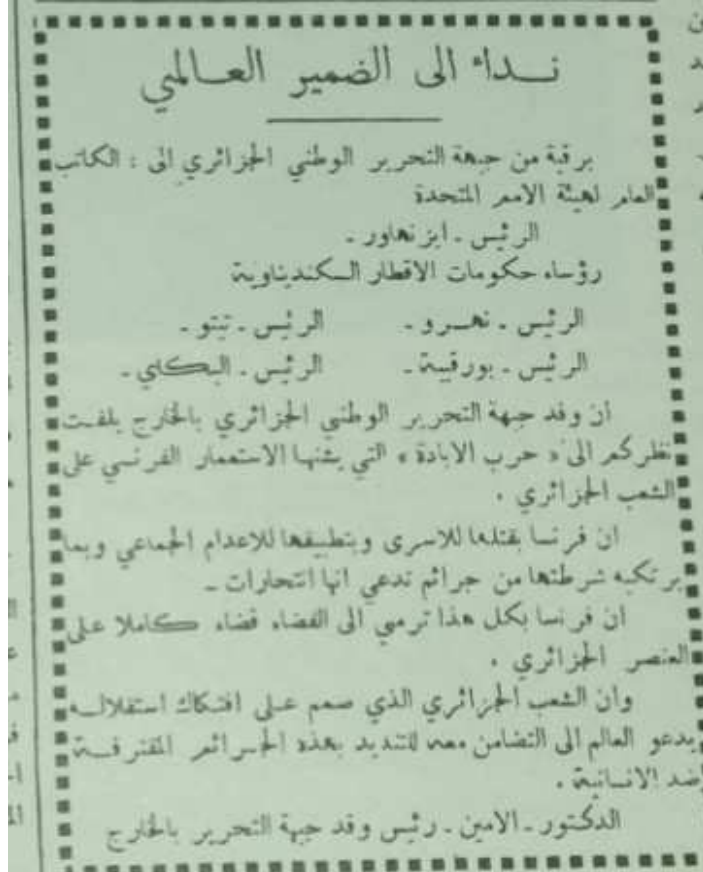 نداء الى الضمير العالمي
برقية من جبهة التحرير الوطني الجزائري الى : الكاتب
العام لهيئة الامم المتحدة
الرئيس - ايزنهاور -
رؤساء حكومات الاقطار السكنديناوية
الرئيس - نهرو - الرئيس - تيتو -
الرئيس - بورقيبة - الرئيس - البكاي -
ان وفد جبهة التحرير الوطني الجزائري بالخارج يلفت
نظركم الى « حرب الابادة » التي يشنها الاستعمار الفرنسي على
الشعب الجزائري .
ان فرنسا بقتلها للاسرى وبتطبيقها للاعدام الجماعي وبما
يرتكبه شرطتها من جرائم تدعي انها انتحارات -
ان فرنسا بكل هذا ترمي الى القضاء قضاء كاملا على
العنصر الجزائري .
وان الشعب الجزائري الذي صمم على افتكاك استقلاله
يدعو العالم الى التضامن معه للتنديد بهذه الجرائم المقترفة
ضد الانسانية .
الدكتور - الامين - رئيس وفد جبهة التحرير بالخارج